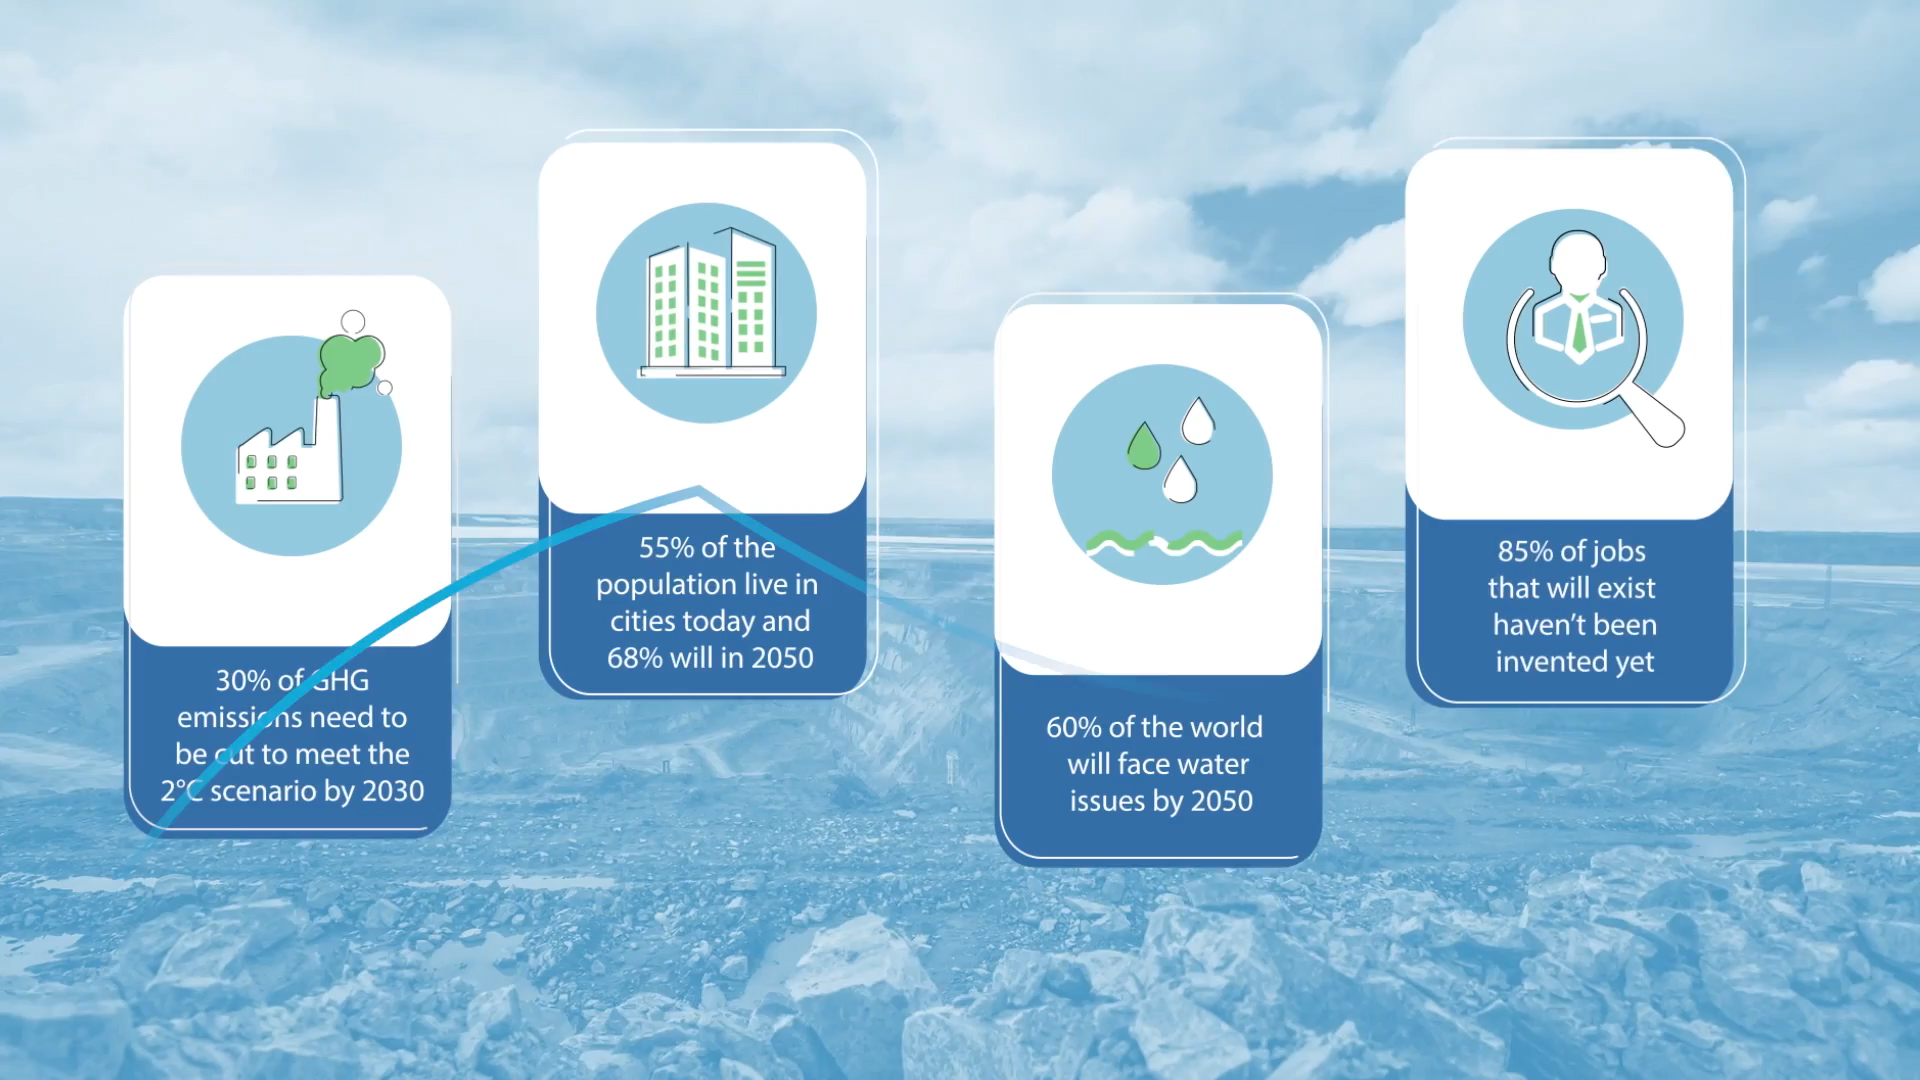 30% of GHG
emissions need to
be cut to meet the
2°C scenario by 2030
55% of the
population live in
cities today and
68% will in 2050
60% of the world
will face water
issues by 2050
85% of jobs
that will exist
haven’t been
invented yet